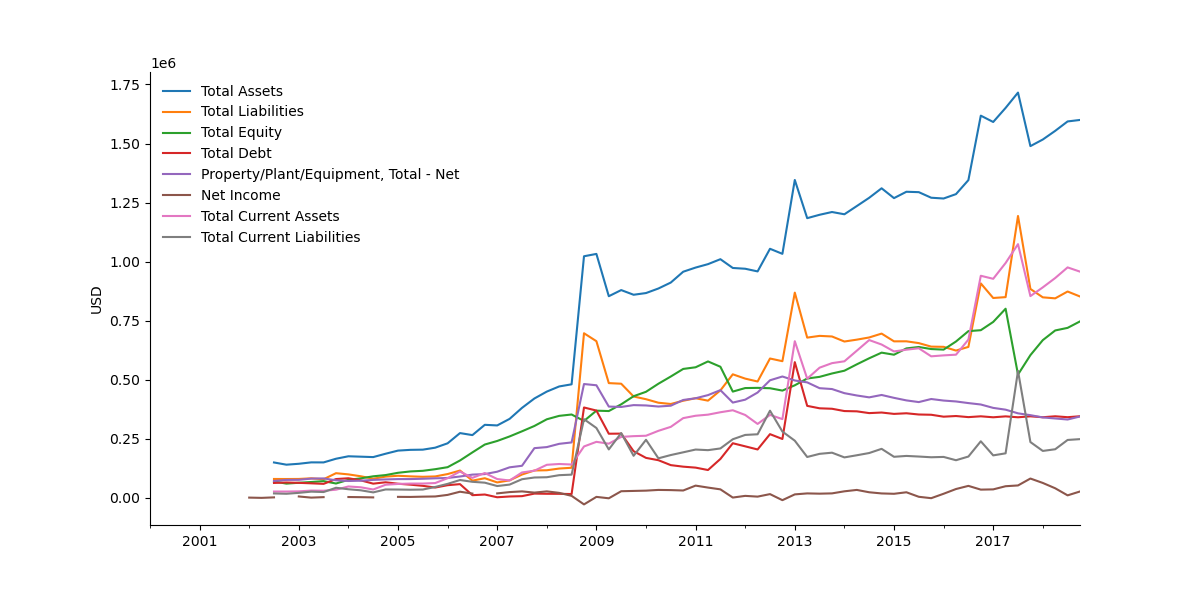 1e6
1.75
1.50
1.25
1.00
0.75
0.50
0.25
0.00
USD
Total Assets
Total Liabilities
Total Equity
Total Debt
Property/Plant/Equipment, Total - Net
Net Income
Total Current Assets
Total Current Liabilities
2001 2003 2005 2007 2009 2011 2013 2015 2017